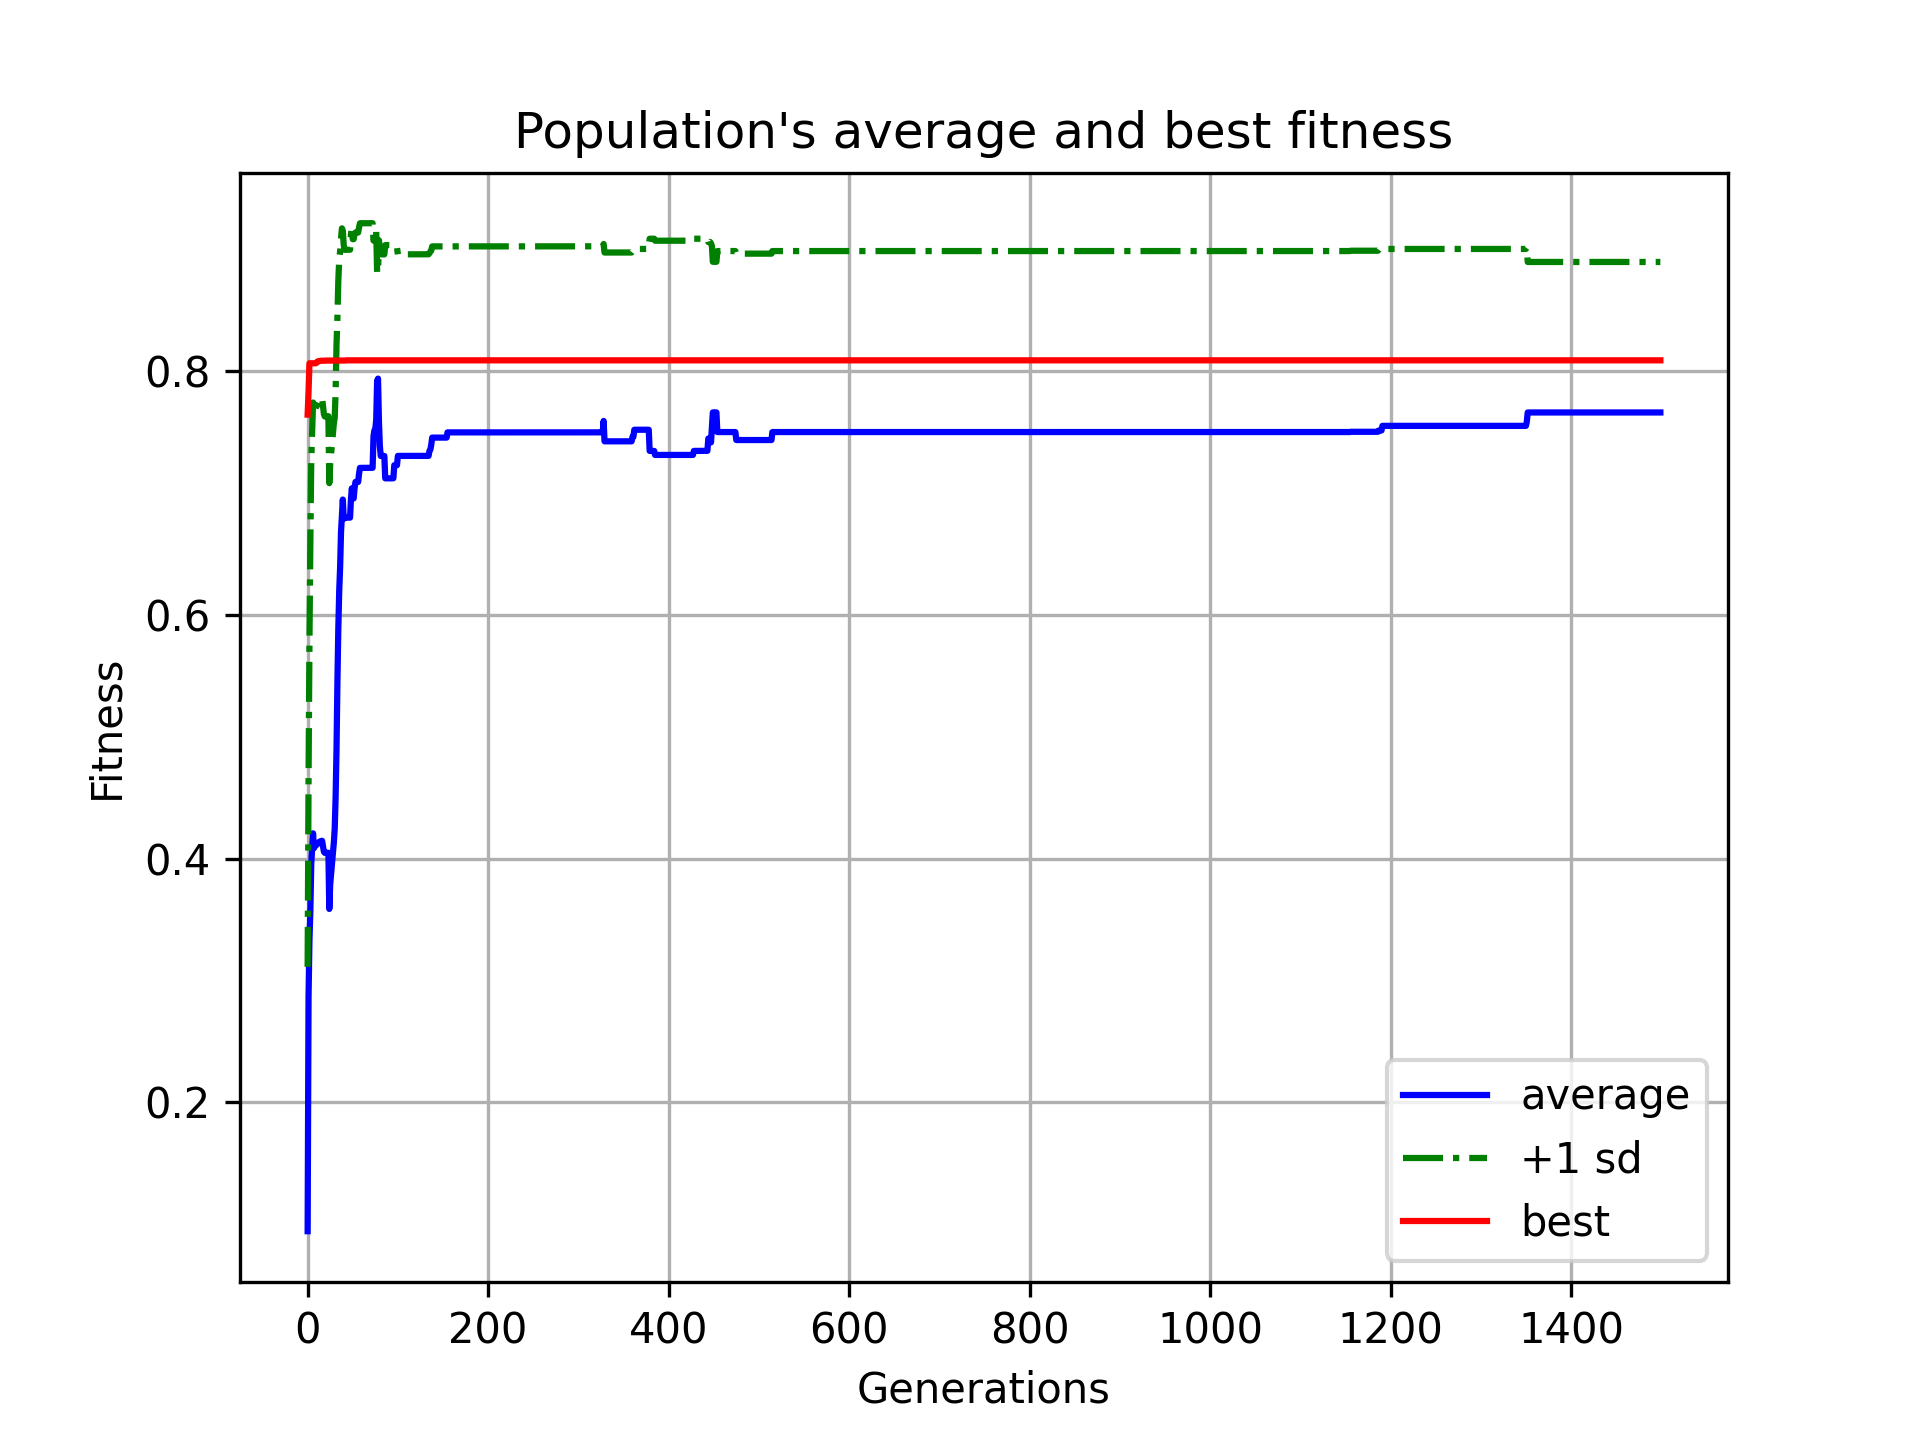 Population's average and best fitness
0.8
0.6
0.4
0.2
Fitness
0 200 400 600 800 1000 1200 1400
Generations
average
+1 sd
best